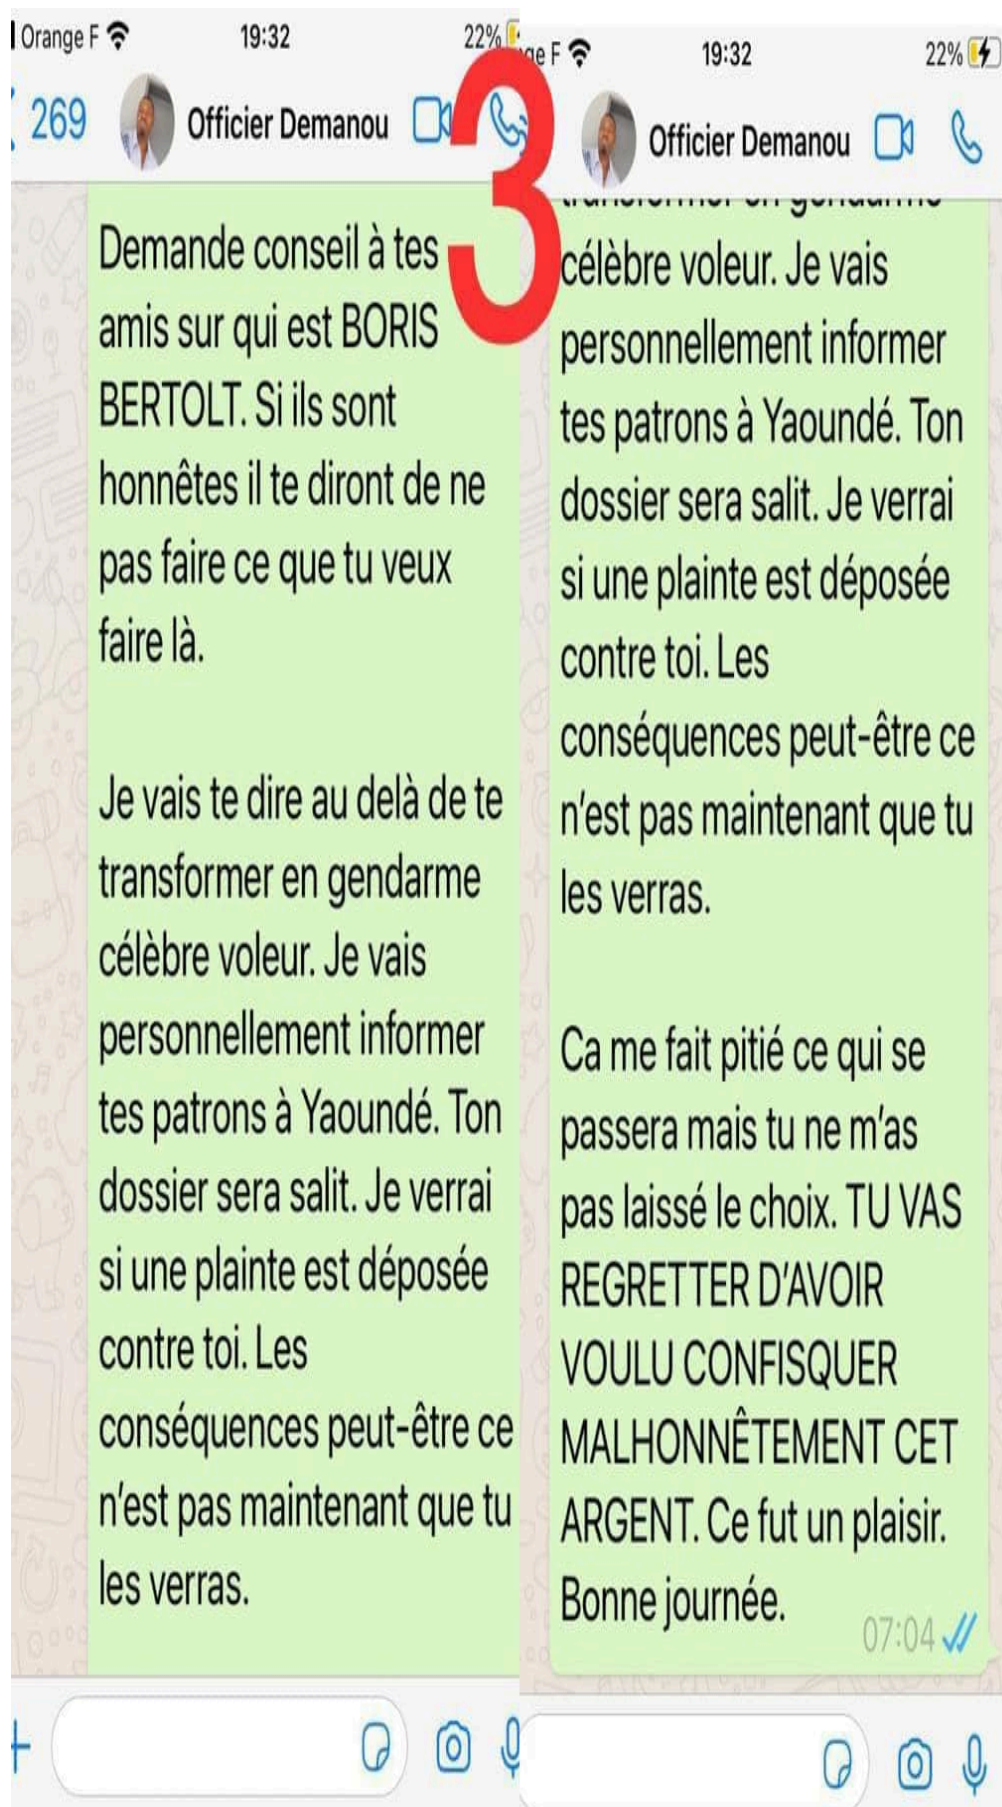 Orange F
19:32
22%
269
Officier Demanou
3
Demande conseil à tes
amis sur qui est BORIS
BERTOLT. Si ils sont
honnêtes il te diront de ne
pas faire ce que tu veux
faire là.
Je vais te dire au delà de te
transformer en gendarme
célèbre voleur. Je vais
personnellement informer
tes patrons à Yaoundé. Ton
dossier sera salit. Je verrai
si une plainte est déposée
contre toi. Les
conséquences peut-être ce
n'est pas maintenant que tu
les verras.
ge F
19:32
22%
Officier Demanou
transformer en gendarme
célèbre voleur. Je vais
personnellement informer
tes patrons à Yaoundé. Ton
dossier sera salit. Je verrai
si une plainte est déposée
contre toi. Les
conséquences peut-être ce
n'est pas maintenant que tu
les verras.
Ca me fait pitié ce qui se
passera mais tu ne m'as
pas laissé le choix. TU VAS
REGRETTER D'AVOIR
VOULU CONFISQUER
MALHONNÊTEMENT CET
ARGENT. Ce fut un plaisir.
Bonne journée.
07:04